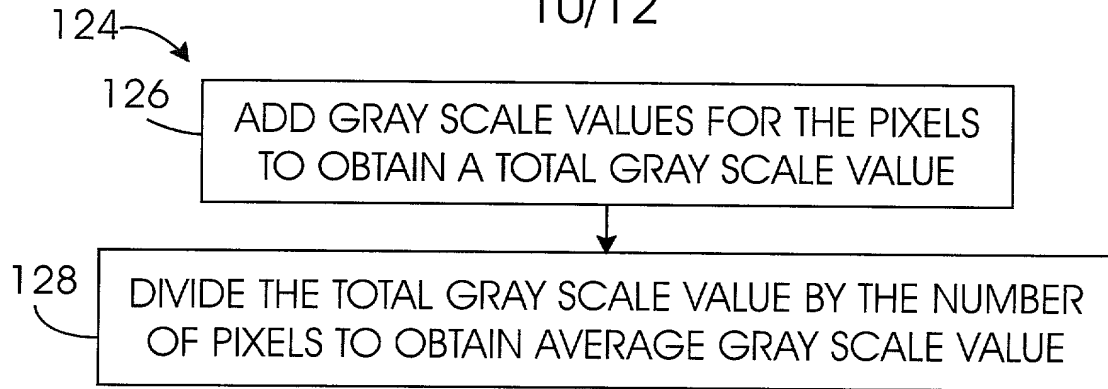 10/12
124
126
ADD GRAY SCALE VALUES FOR THE PIXELS
TO OBTAIN A TOTAL GRAY SCALE VALUE
128
DIVIDE THE TOTAL GRAY SCALE VALUE BY THE NUMBER
OF PIXELS TO OBTAIN AVERAGE GRAY SCALE VALUE